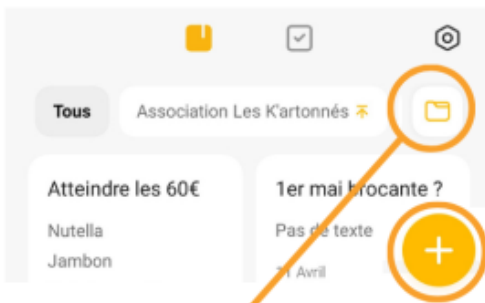 Tous
Association Les K'artonnés
Atteindre les 60€
Nutella
Jambon
1er mai brocante ?
Pas de texte
Avril